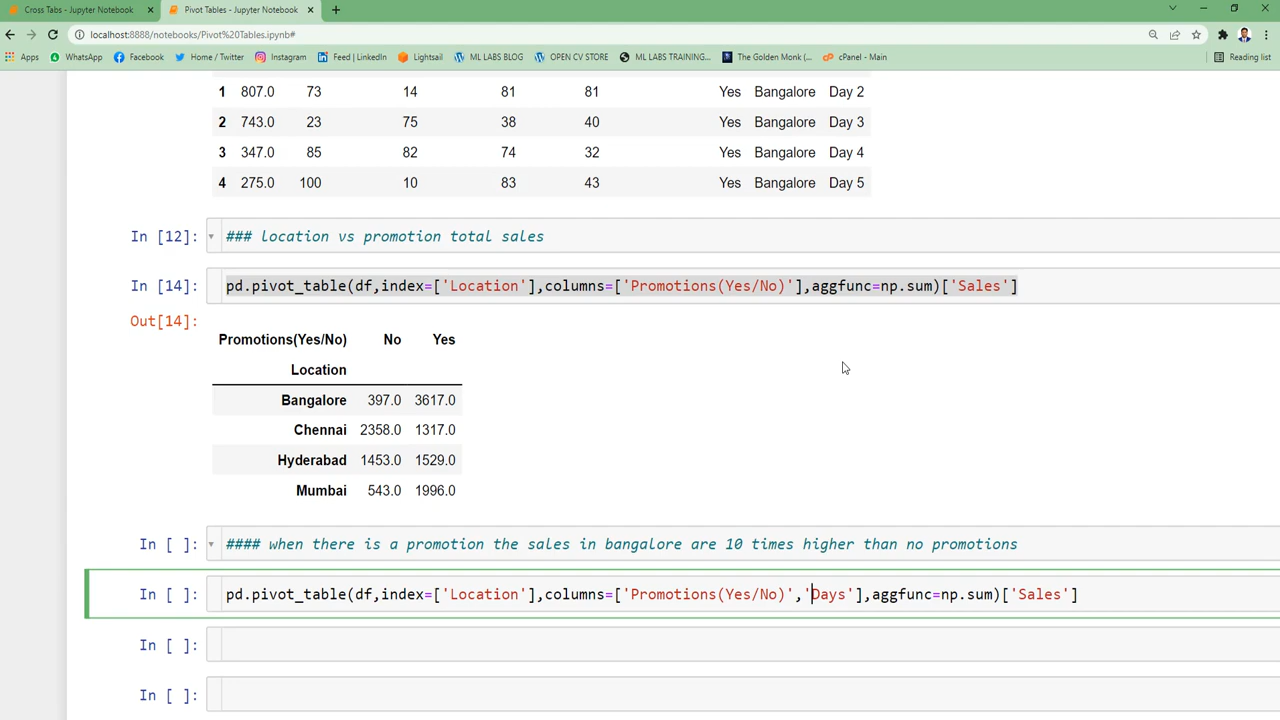 Cross Tabs - Jupyter Notebook
Pivot Tables - Jupyter Notebook
localhost:8888/notebooks/Pivot%20Tables.ipynb#
Apps WhatsApp Facebook Home / Twitter Instagram Feed | LinkedIn Lightsail ML LABS BLOG OPEN CV STORE ML LABS TRAINING... The Golden Monk (... cPanel - Main Reading list
1 807.0 73 14 81 81 Yes Bangalore Day 2
2 743.0 23 75 38 40 Yes Bangalore Day 3
3 347.0 85 82 74 32 Yes Bangalore Day 4
4 275.0 100 10 83 43 Yes Bangalore Day 5
In [12]: ### location vs promotion total sales
In [14]: pd.pivot_table(df,index=['Location'],columns=['Promotions(Yes/No)'],aggfunc=np.sum)['Sales']
Out[14]:
Promotions(Yes/No) No Yes
Location
Bangalore 397.0 3617.0
Chennai 2358.0 1317.0
Hyderabad 1453.0 1529.0
Mumbai 543.0 1996.0
In [ ]: #### when there is a promotion the sales in bangalore are 10 times higher than no promotions
In [ ]: pd.pivot_table(df,index=['Location'],columns=['Promotions(Yes/No)','Days'],aggfunc=np.sum)['Sales']
In [ ]:
In [ ]: